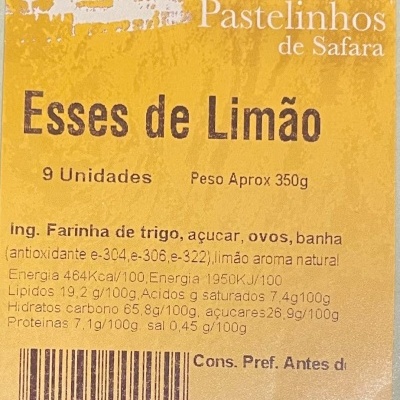 Pastelinhos
de Safara
Esses de Limão
9 Unidades Peso Aprox 350g
Ing. Farinha de trigo, açucar, ovos, banha
(antioxidante e-304,e-306,e-322),limão aroma natural
Energia 464Kcal/100,Energia 1950KJ/100
Lipidos 19,2 g/100g,Acidos g saturados 7,4g100g
Hidratos carbono 65,8g/100g, açucares26,9g/100g
Proteinas 7,1g/100g, sal 0,45 g/100g
Cons. Pref. Antes de